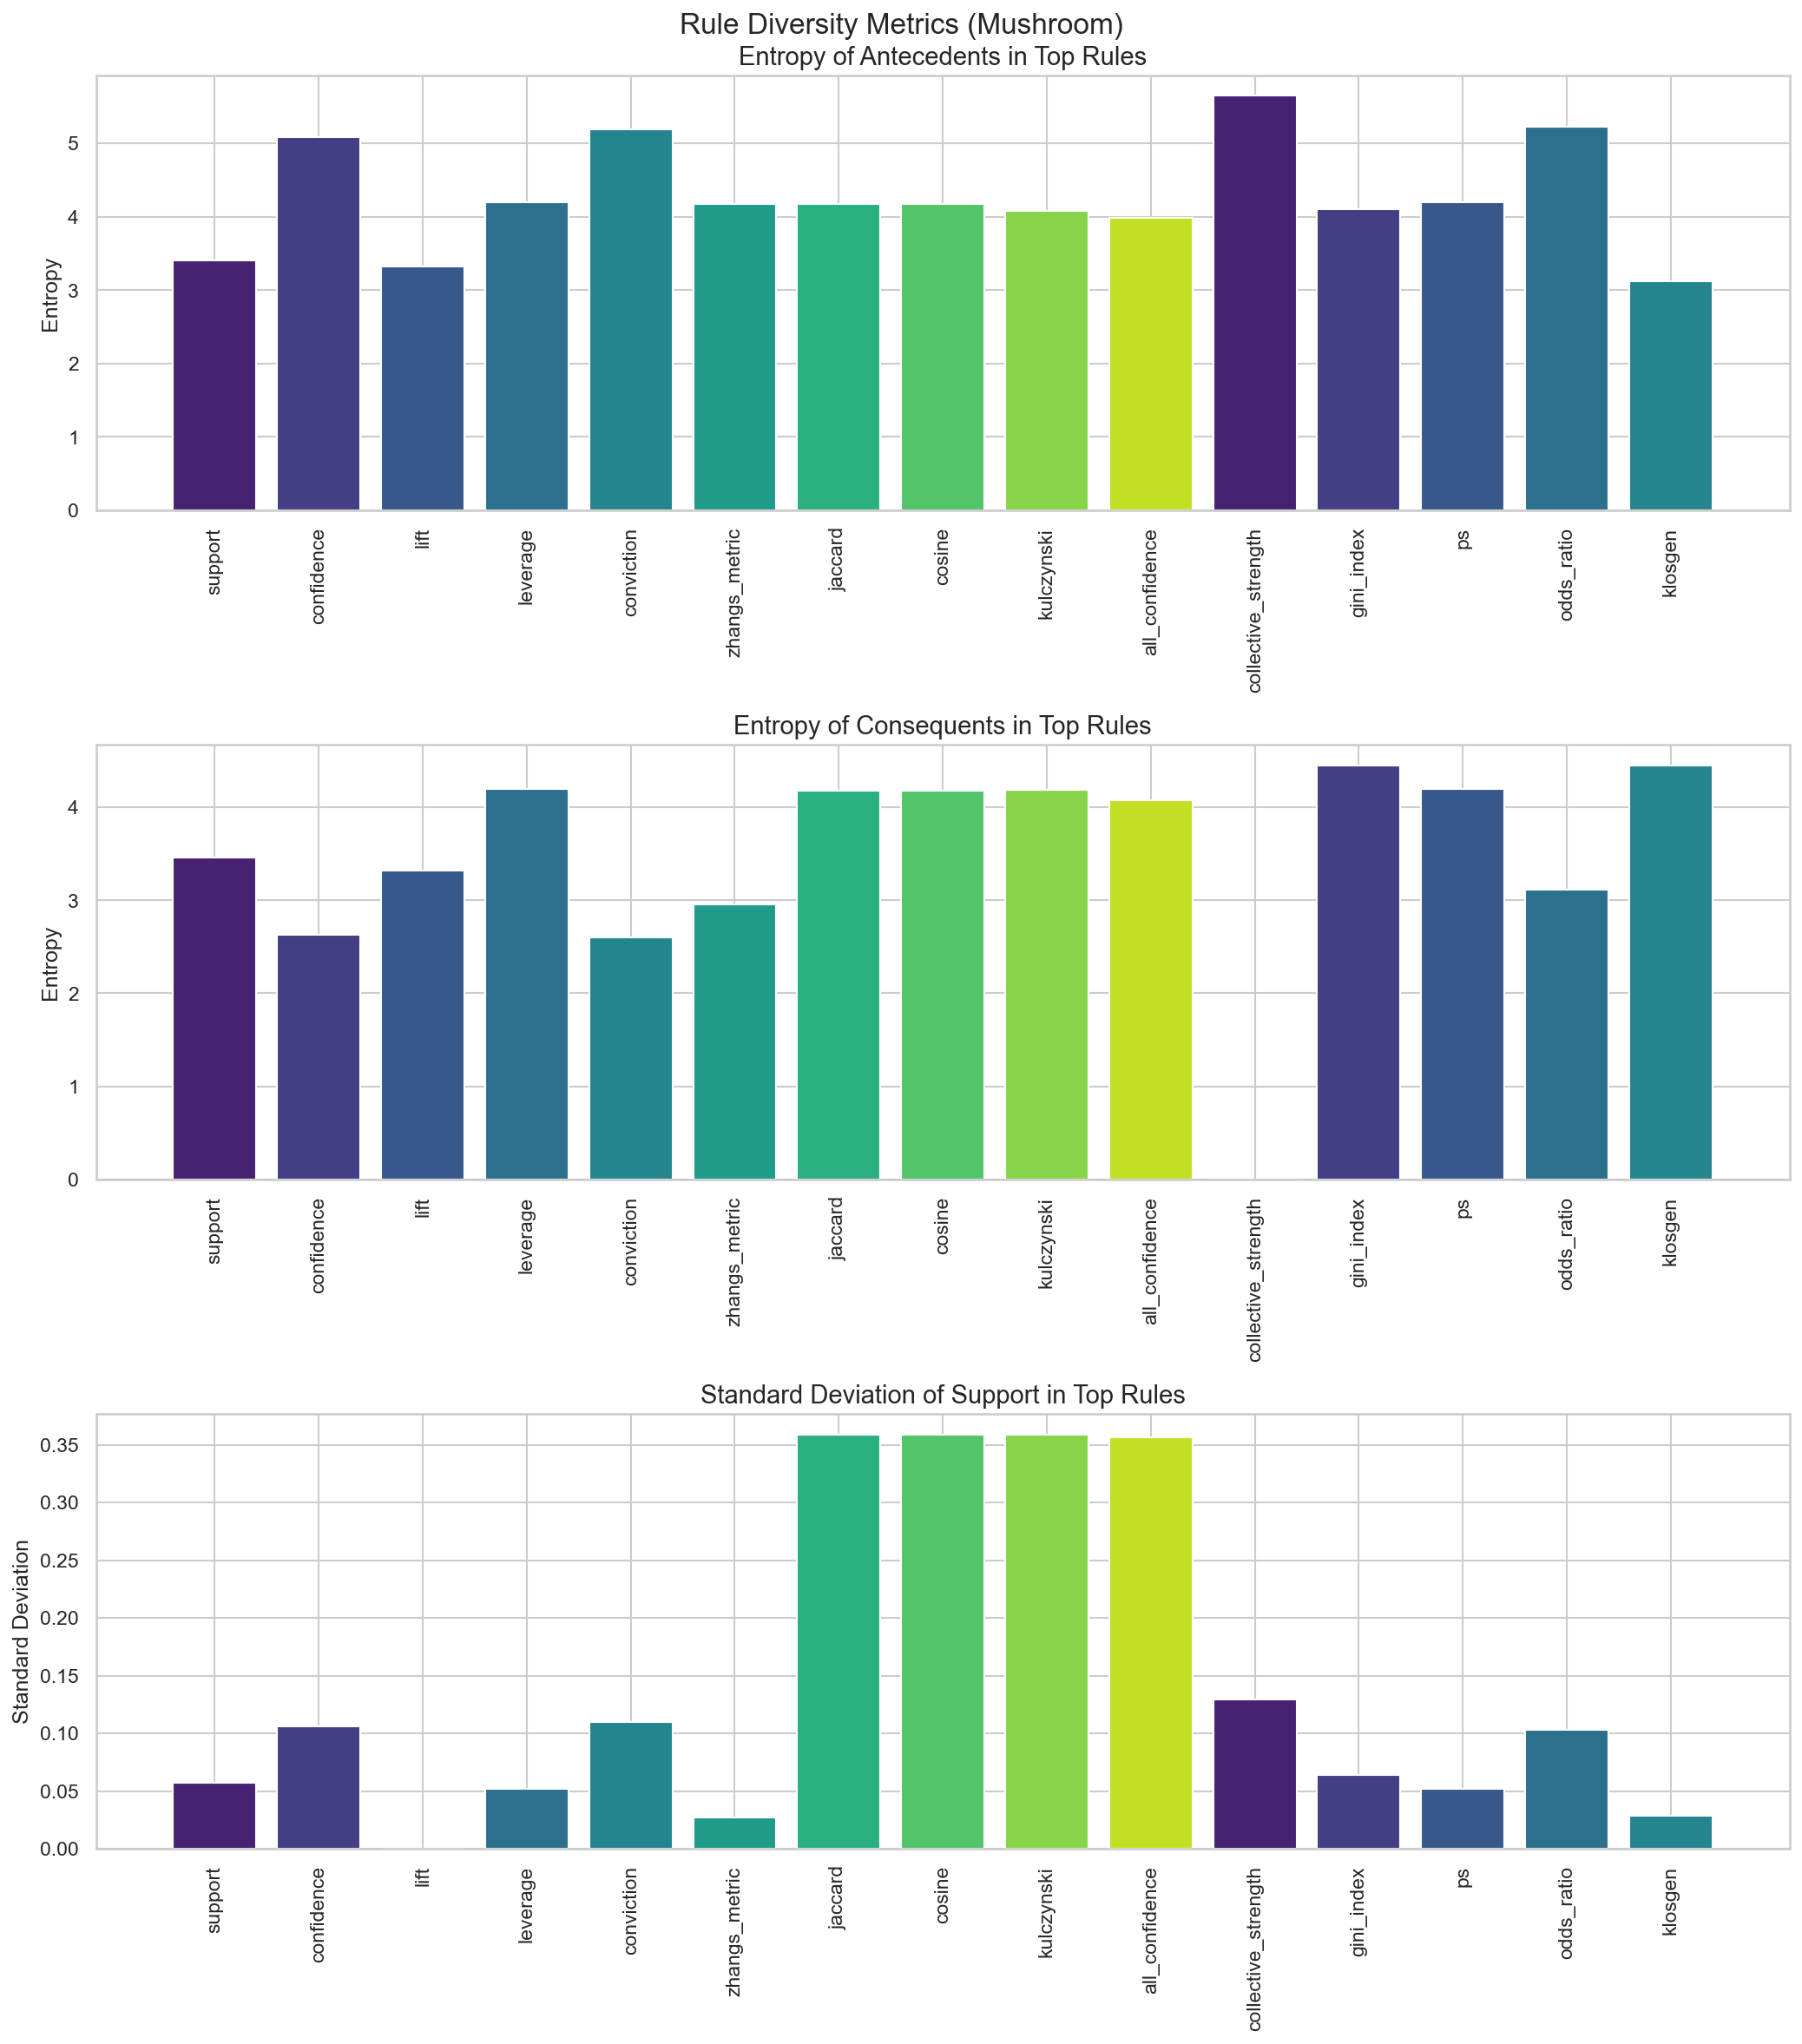 Rule Diversity Metrics (Mushroom)
Entropy of Antecedents in Top Rules
Entropy
5
4
3
2
1
0
support
confidence
lift
leverage
conviction
zhangs_metric
jaccard
cosine
kulczynski
all_confidence
collective_strength
gini_index
ps
odds_ratio
klosgen
Entropy of Consequents in Top Rules
Entropy
4
3
2
1
0
support
confidence
lift
leverage
conviction
zhangs_metric
jaccard
cosine
kulczynski
all_confidence
collective_strength
gini_index
ps
odds_ratio
klosgen
Standard Deviation of Support in Top Rules
Standard Deviation
0.35
0.30
0.25
0.20
0.15
0.10
0.05
0.00
support
confidence
lift
leverage
conviction
zhangs_metric
jaccard
cosine
kulczynski
all_confidence
collective_strength
gini_index
ps
odds_ratio
klosgen